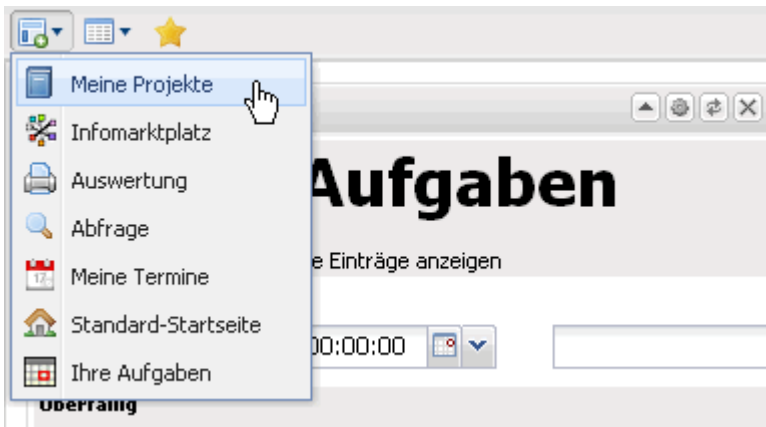 Meine Projekte
Infomarktplatz
Aufgaben
Auswertung
Abfrage
e Einträge anzeigen
Meine Termine
Standard-Startseite
00:00:00
Ihre Aufgaben
Überfällig